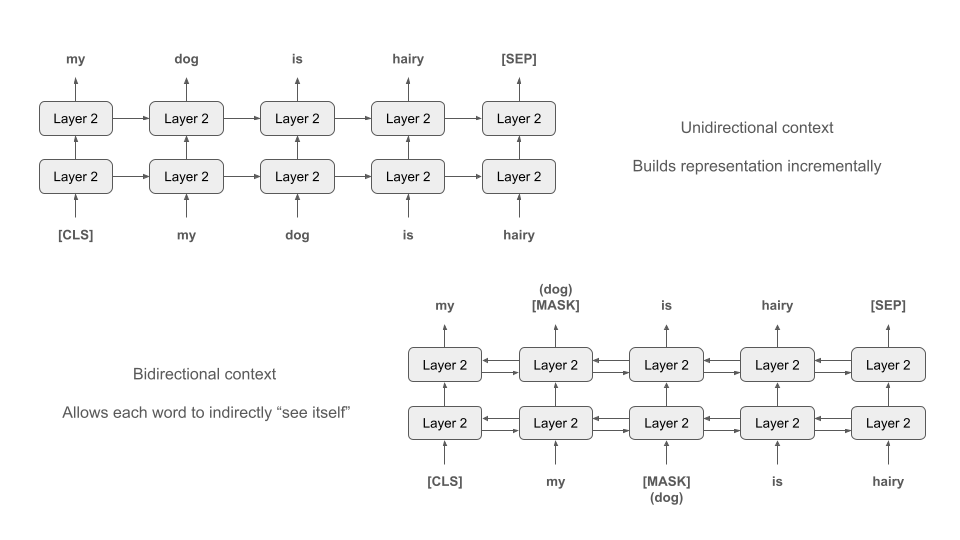 my dog is hairy [SEP]
Layer 2 Layer 2 Layer 2 Layer 2 Layer 2
Layer 2 Layer 2 Layer 2 Layer 2 Layer 2
[CLS] my dog is hairy
Unidirectional context
Builds representation incrementally
Bidirectional context
Allows each word to indirectly “see itself”
(dog)
my [MASK] is hairy [SEP]
Layer 2 Layer 2 Layer 2 Layer 2 Layer 2
Layer 2 Layer 2 Layer 2 Layer 2 Layer 2
[CLS] my [MASK] is hairy
(dog)